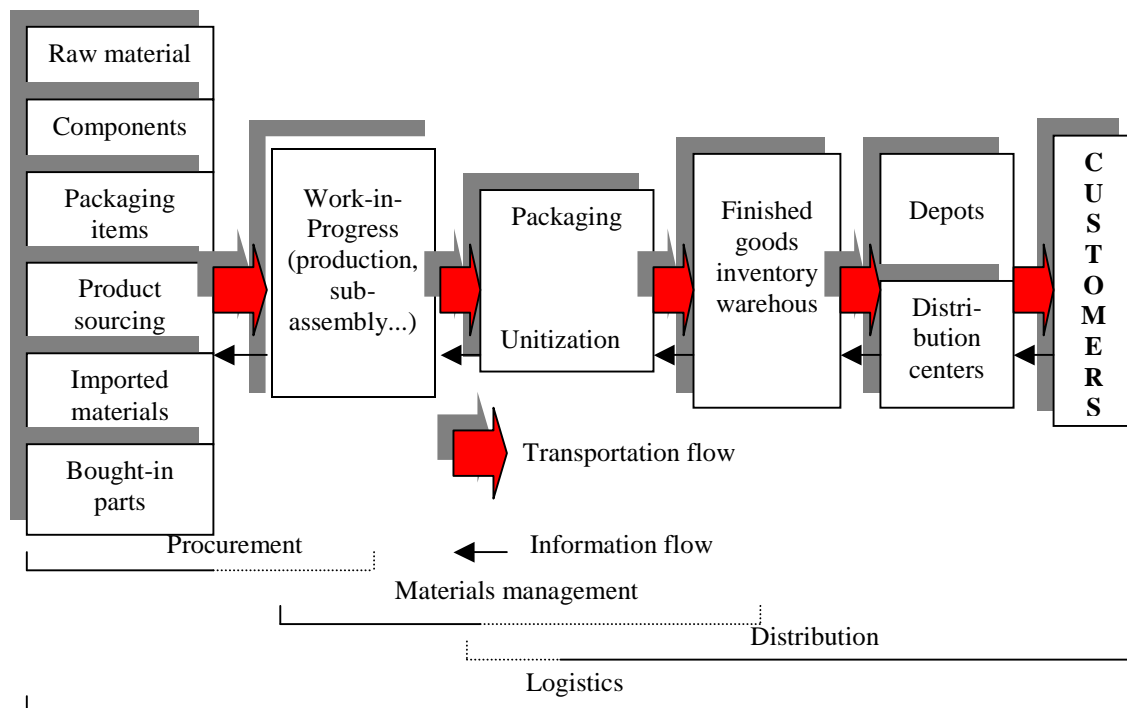 Raw material
Components
Packaging
items
Product
sourcing
Imported
materials
Bought-in
parts
Work-in-
Progress
(production,
sub-
assembly...)
Packaging
Unitization
Finished
goods
inventory
warehous
Depots
Distri-
bution
centers
C
U
S
T
O
M
E
R
S
Transportation flow
Information flow
Procurement
Materials management
Distribution
Logistics